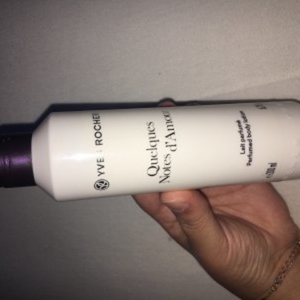 YVES ROCHER
Quelques
Notes d'Amour
Lait parfumé
Perfumed body lotion